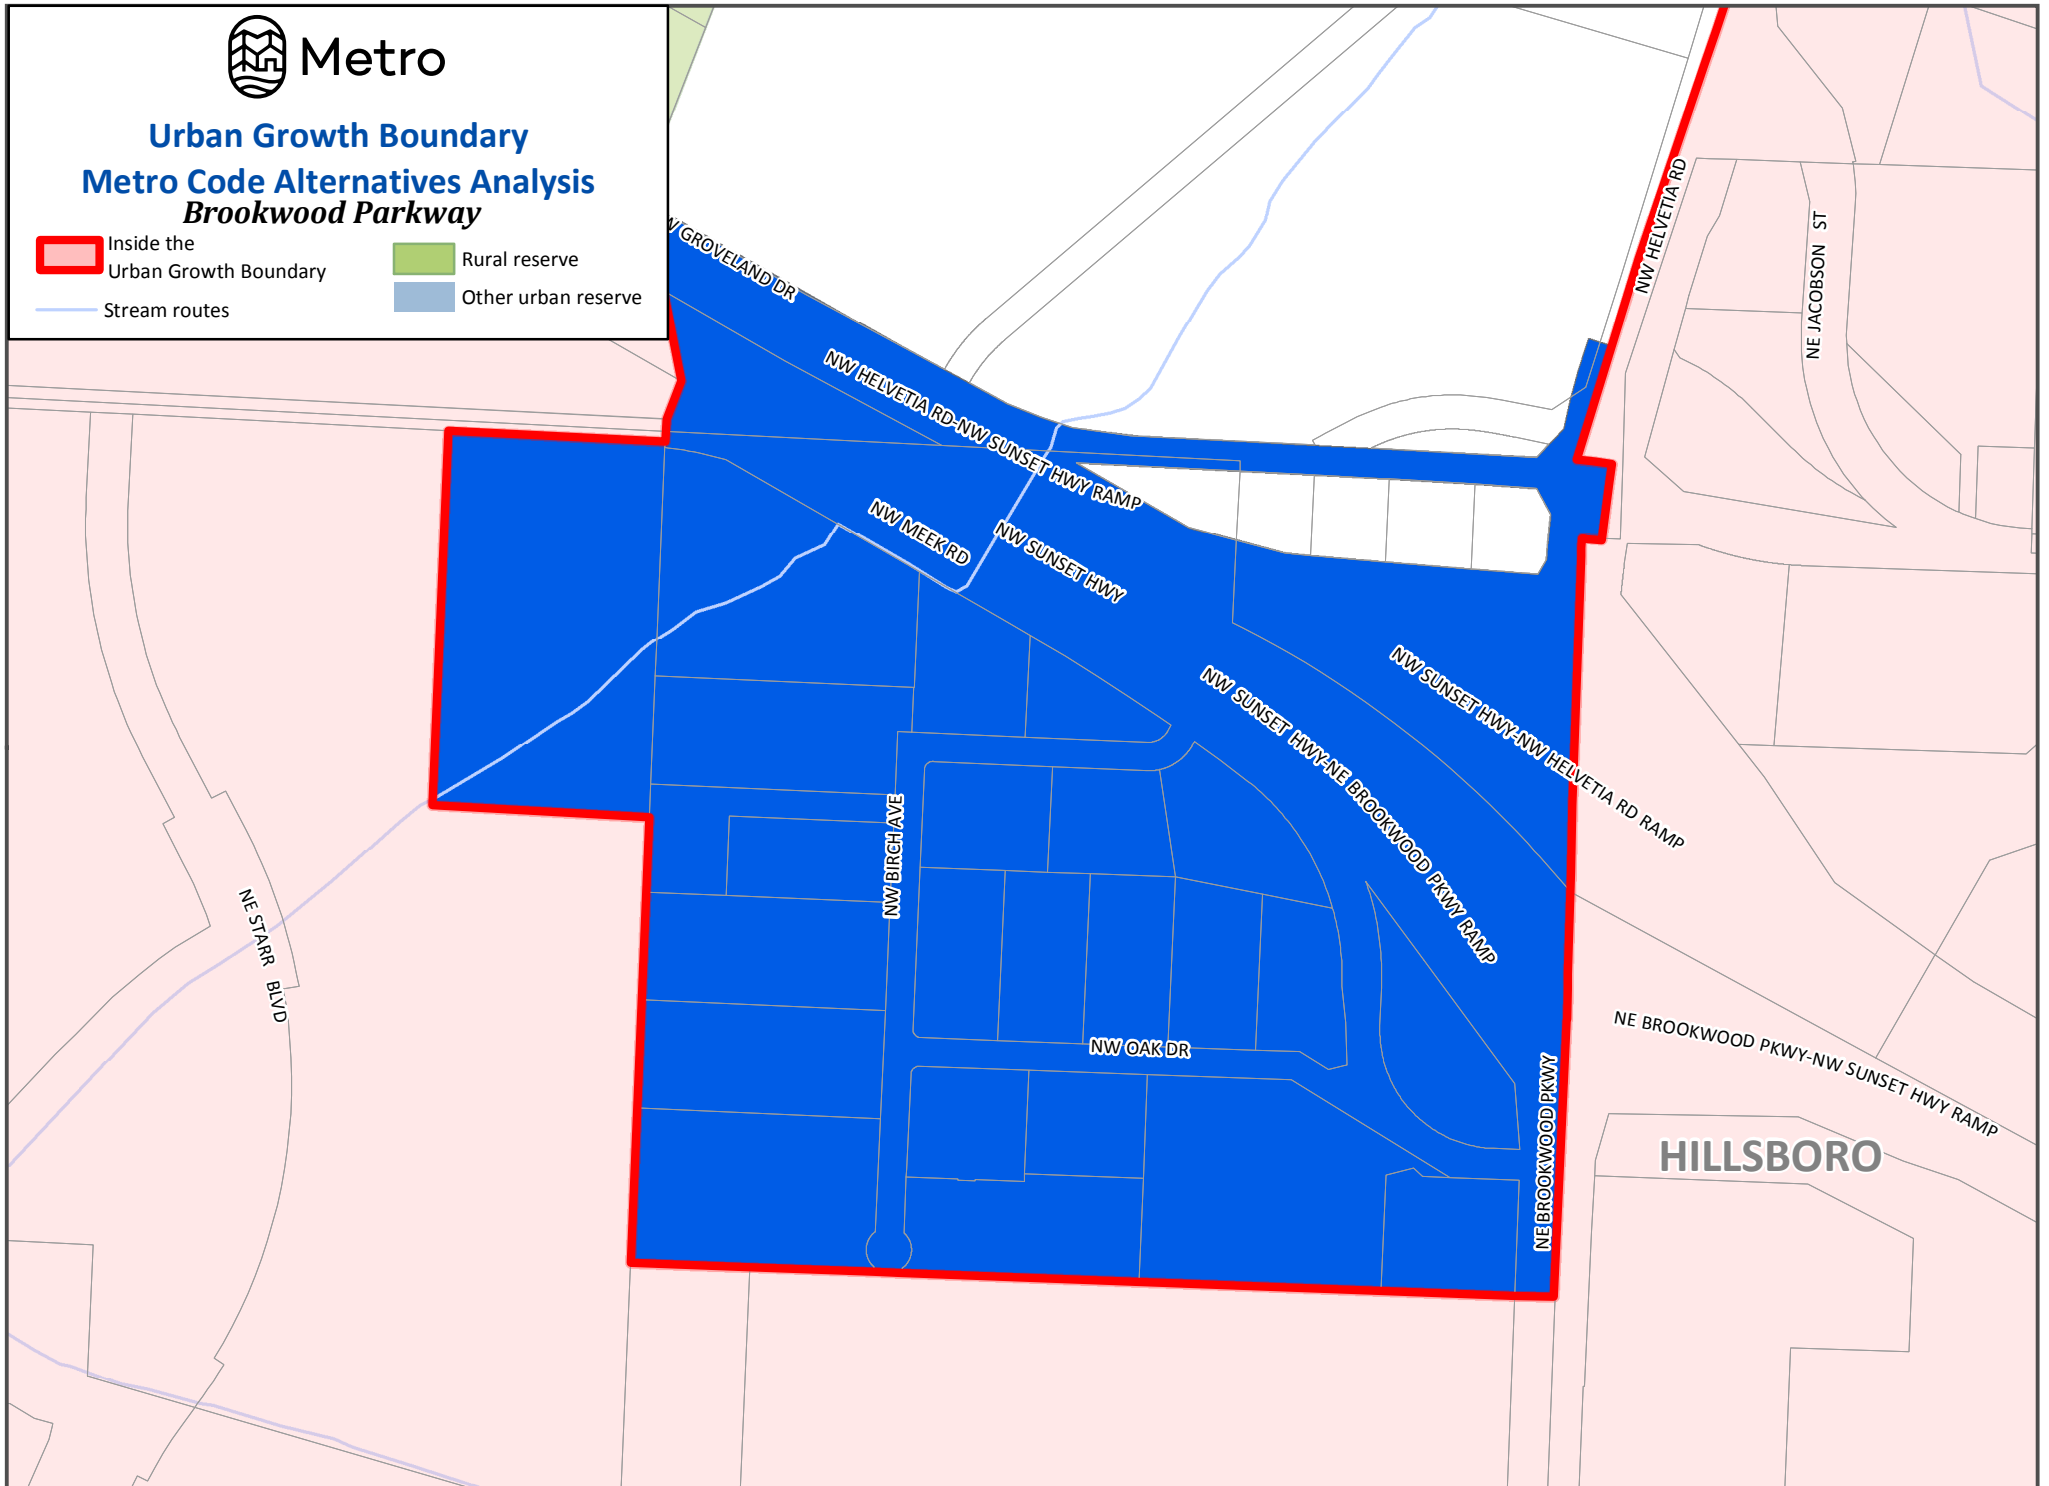 Metro
Urban Growth Boundary
Metro Code Alternatives Analysis
Brookwood Parkway
Inside the
Urban Growth Boundary
Stream routes
Rural reserve
Other urban reserve
W GROVELAND DR
NW HELVETIA RD
NE JACOBSON ST
NW HELVETIA RD-NW SUNSET HWY RAMP
NW MEEK RD
NW SUNSET HWY
NW SUNSET HWY-NW HELVETIA RD RAMP
NW SUNSET HWY-NE BROOKWOOD PKWY RAMP
NW BIRCH AVE
NE STARR BLVD
NW OAK DR
NE BROOKWOOD PKWY-NW SUNSET HWY RAMP
NE BROOKWOOD PKWY
HILLSBORO